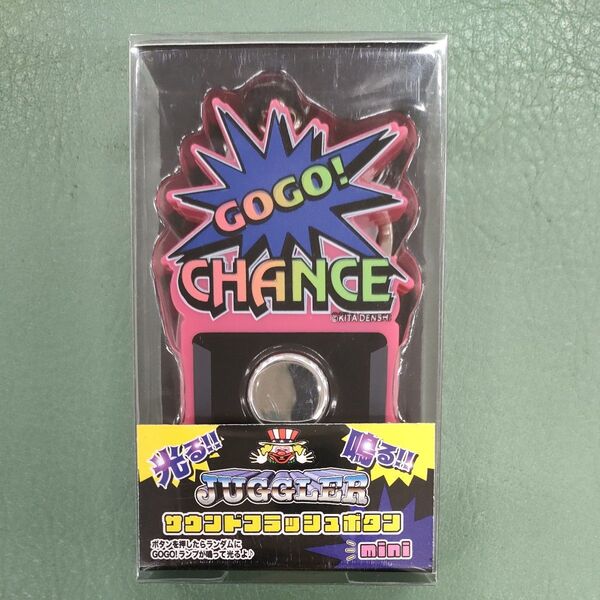 GOGO!
CHANCE
©KITA DENSHI
光る!!
鳴る!!
JUGGLER
サウンドフラッシュボタン
mini
ボタンを押したらランダムに
GOGO!ランプが鳴って光るよ♪